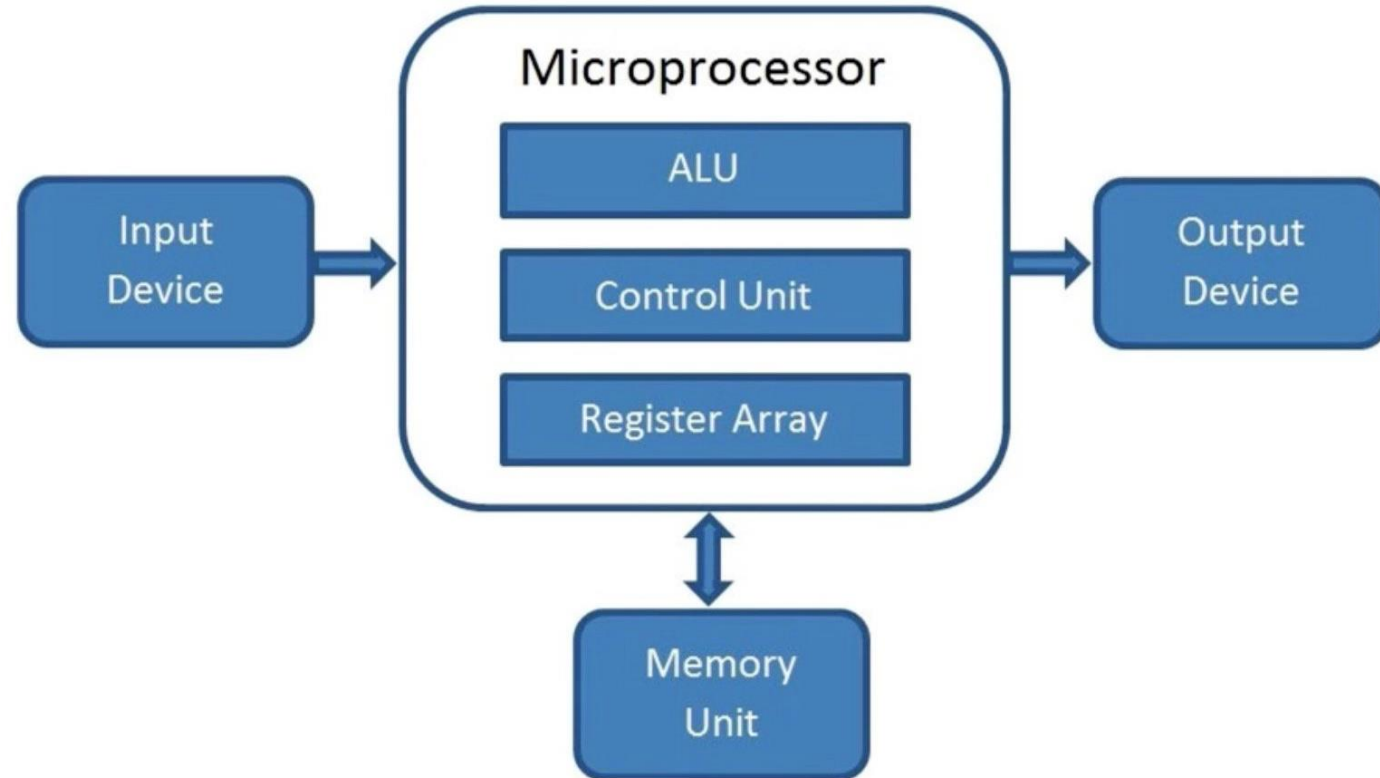 Microprocessor
ALU
Input
Device
Control Unit
Output
Device
Register Array
Memory
Unit